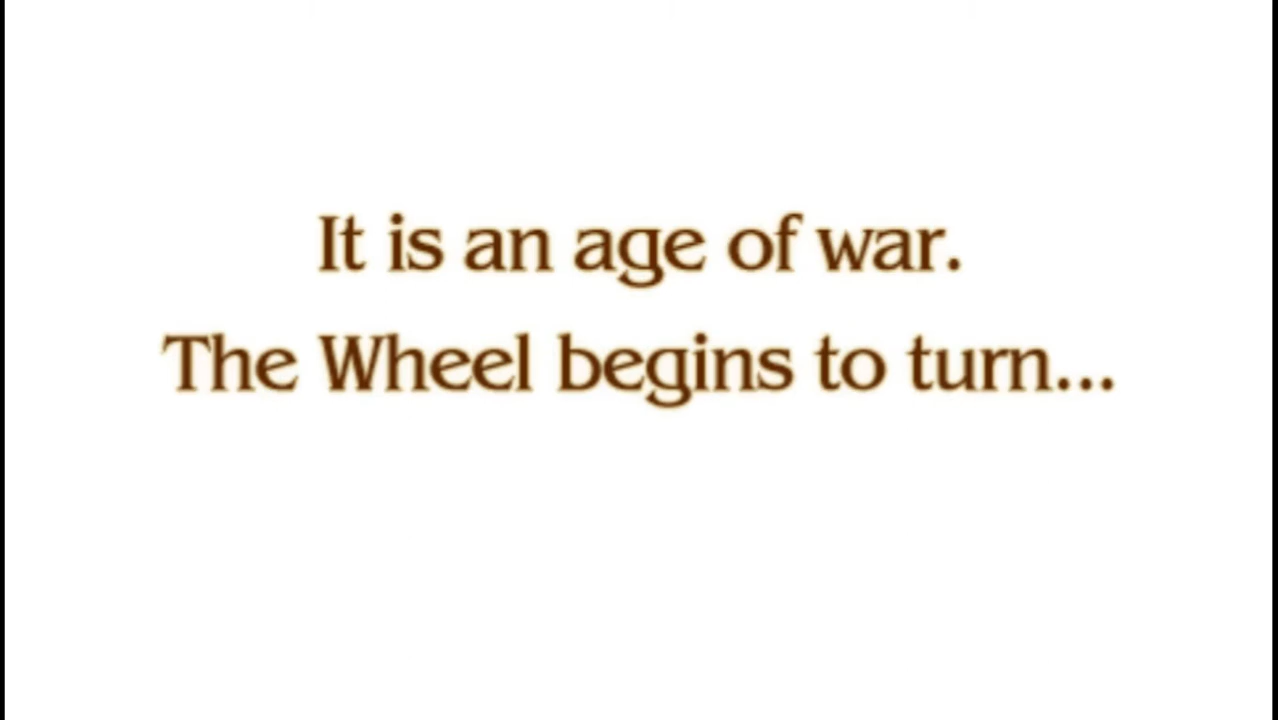 It is an age of war.
The Wheel begins to turn...